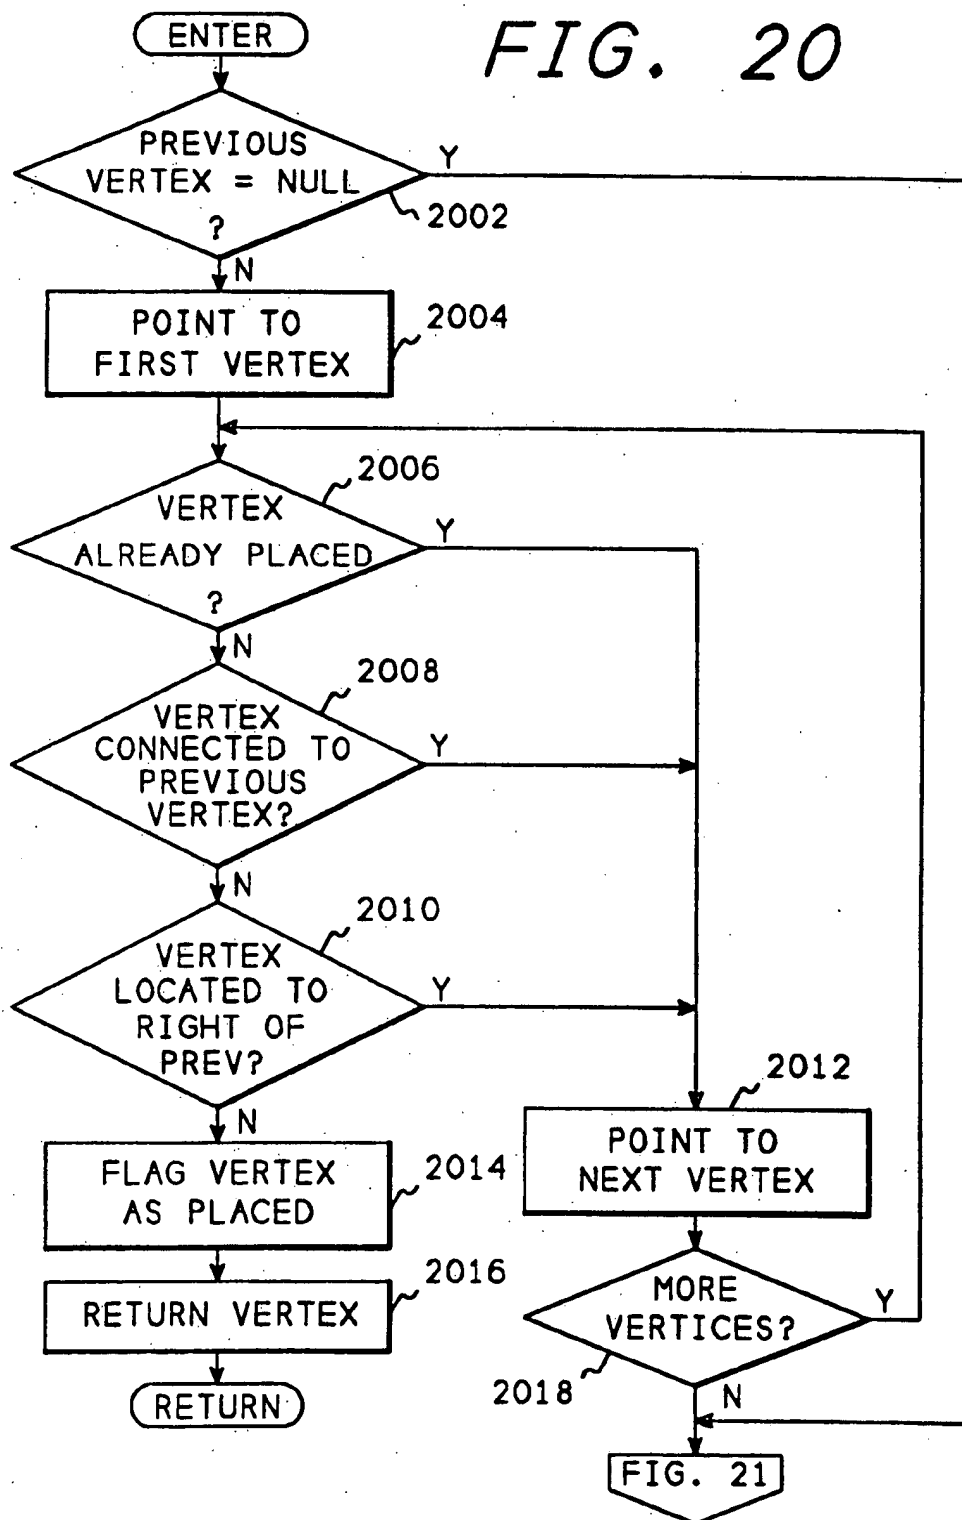 FIG. 20
ENTER
PREVIOUS
VERTEX = NULL
?
Y
2002
N
POINT TO
FIRST VERTEX
2004
2006
VERTEX
ALREADY PLACED
?
Y
N
2008
VERTEX
CONNECTED TO
PREVIOUS
VERTEX?
Y
N
2010
VERTEX
LOCATED TO
RIGHT OF
PREV?
Y
N
2012
POINT TO
NEXT VERTEX
FLAG VERTEX
AS PLACED
2014
RETURN VERTEX
2016
RETURN
MORE
VERTICES?
Y
2018
N
FIG. 21